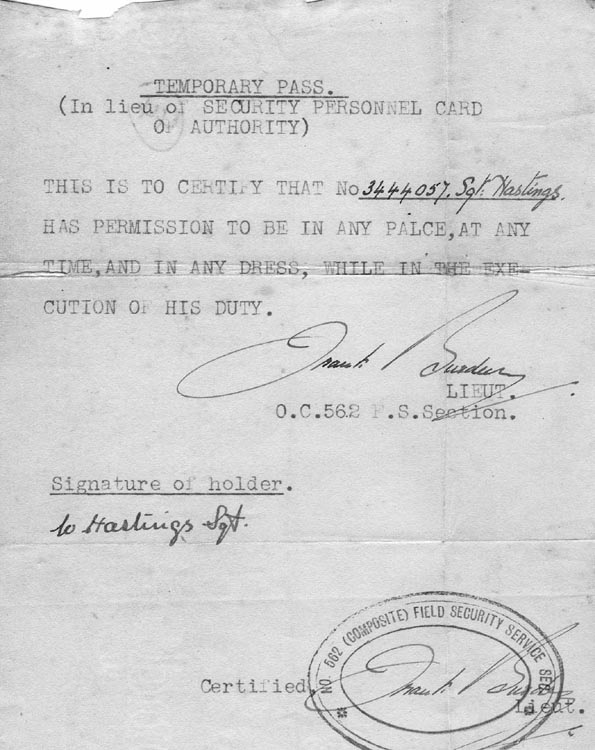 TEMPORARY PASS.
(In lieu of SECURITY PERSONNEL CARD
OF AUTHORITY)
THIS IS TO CERTIFY THAT No 3444057. Sgt. Hastings.
HAS PERMISSION TO BE IN ANY PALCE, AT ANY
TIME, AND IN ANY DRESS, WHILE IN THE EXE-
CUTION OF HIS DUTY.
Frank
LIEUT.
O.C.562 F.S.Section.
Signature of holder.
Hastings Sgt.
NO. 562 (COMPOSITE) FIELD SECURITY SERVICE
Certified,
Frank
Lieut.